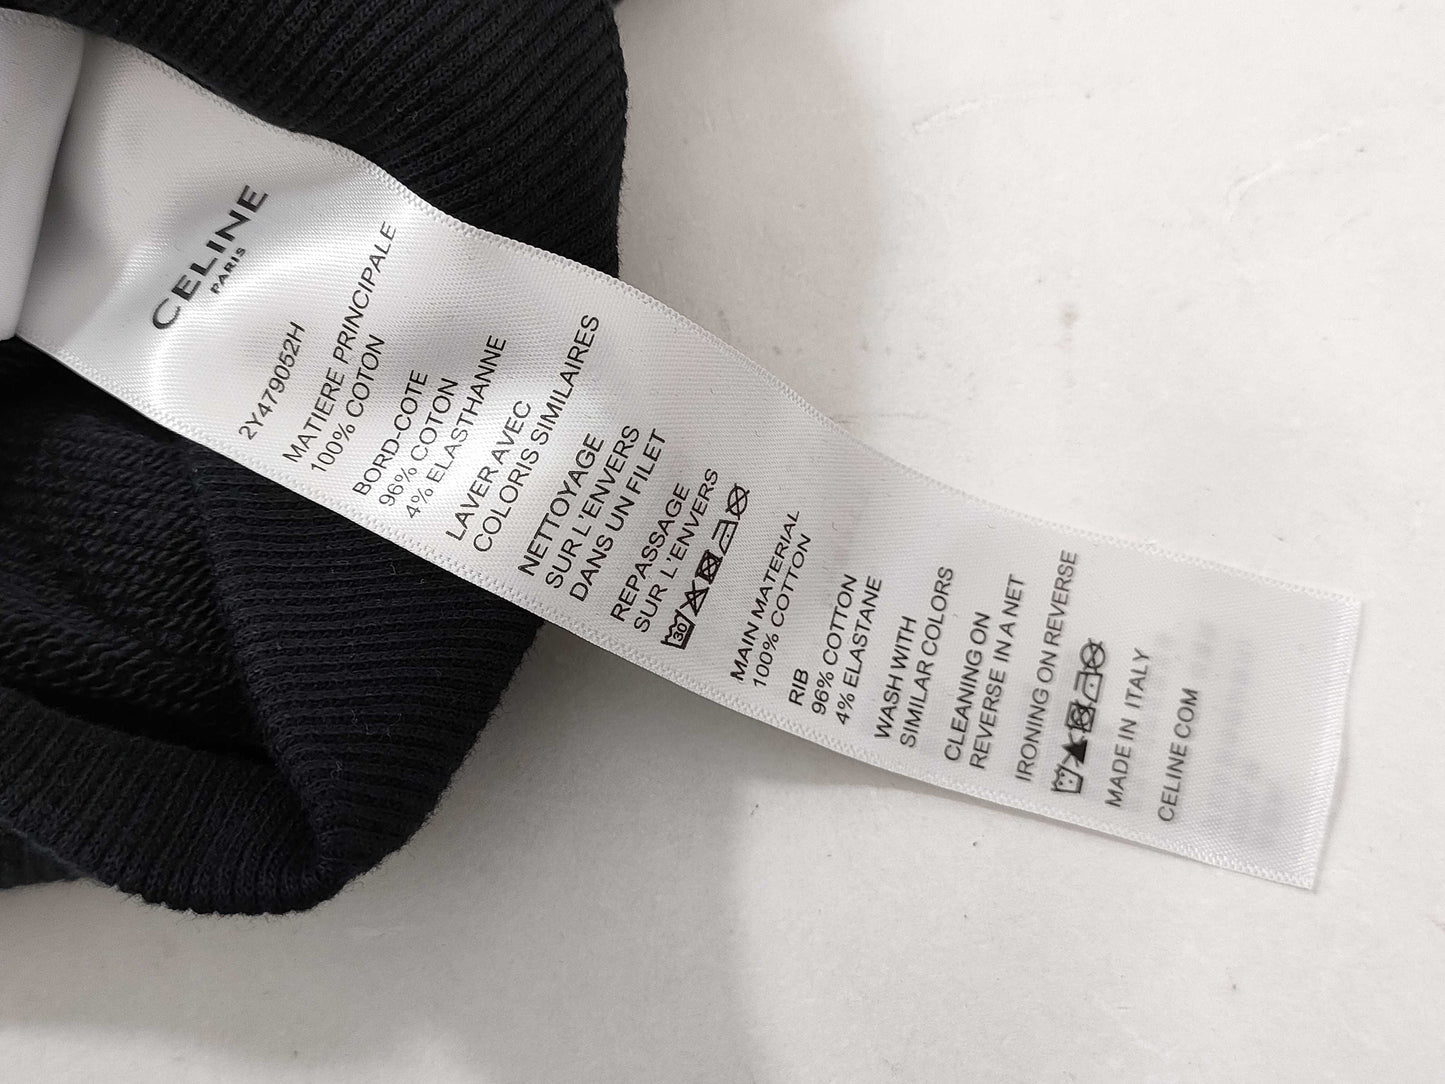 CELINE
PARIS
2Y479052H
MATIERE PRINCIPALE
100% COTON
BORD-COTE
96% COTON
4% ELASTHANNE
LAVER AVEC
COLORIS SIMILAIRES
NETTOYAGE
SUR L'ENVERS
DANS UN FILET
REPASSAGE
SUR L'ENVERS
30
MAIN MATERIAL
100% COTTON
RIB
96% COTTON
4% ELASTANE
WASH WITH
SIMILAR COLORS
CLEANING ON
REVERSE IN A NET
IRONING ON REVERSE
MADE IN ITALY
CELINE.COM